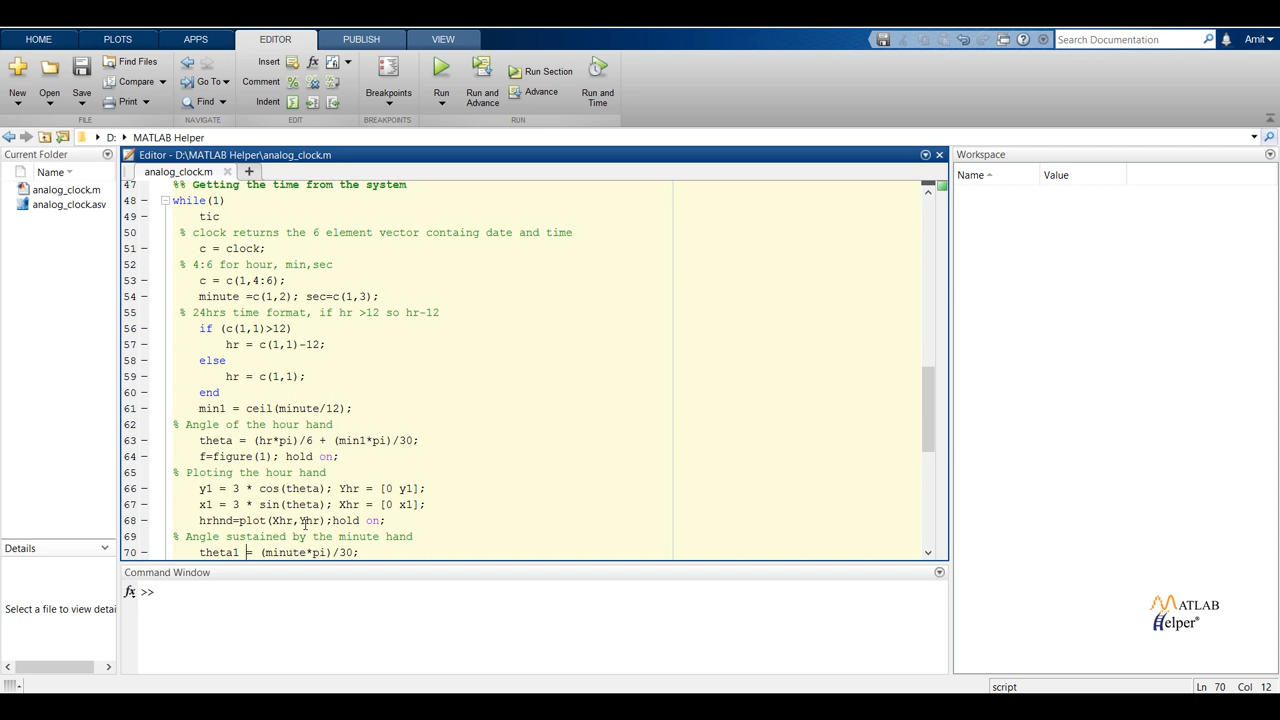 HOME PLOTS APPS EDITOR PUBLISH VIEW Search Documentation Amit
New Open Save Find Files Compare Print Go To Find Insert Comment Indent fx Breakpoints Run Run and Advance Run Section Advance Run and Time
FILE NAVIGATE EDIT BREAKPOINTS RUN
D: MATLAB Helper
Current Folder
Name
analog_clock.m
analog_clock.asv
Details
Select a file to view detai
Editor - D:\MATLAB Helper\analog_clock.m
analog_clock.m
47 %% Getting the time from the system
48 – while(1)
49 – tic
50 % clock returns the 6 element vector containg date and time
51 – c = clock;
52 % 4:6 for hour, min,sec
53 – c = c(1,4:6);
54 – minute =c(1,2); sec=c(1,3);
55 % 24hrs time format, if hr >12 so hr-12
56 – if (c(1,1)>12)
57 – hr = c(1,1)-12;
58 – else
59 – hr = c(1,1);
60 – end
61 – min1 = ceil(minute/12);
62 % Angle of the hour hand
63 – theta = (hr*pi)/6 + (min1*pi)/30;
64 – f=figure(1); hold on;
65 % Ploting the hour hand
66 – y1 = 3 * cos(theta); Yhr = [0 y1];
67 – x1 = 3 * sin(theta); Xhr = [0 x1];
68 – hrhnd=plot(Xhr,Yhr);hold on;
69 % Angle sustained by the minute hand
70 – theta1 = (minute*pi)/30;
Command Window
fx >>
Workspace
Name Value
MATLAB
Helper®
script Ln 70 Col 12